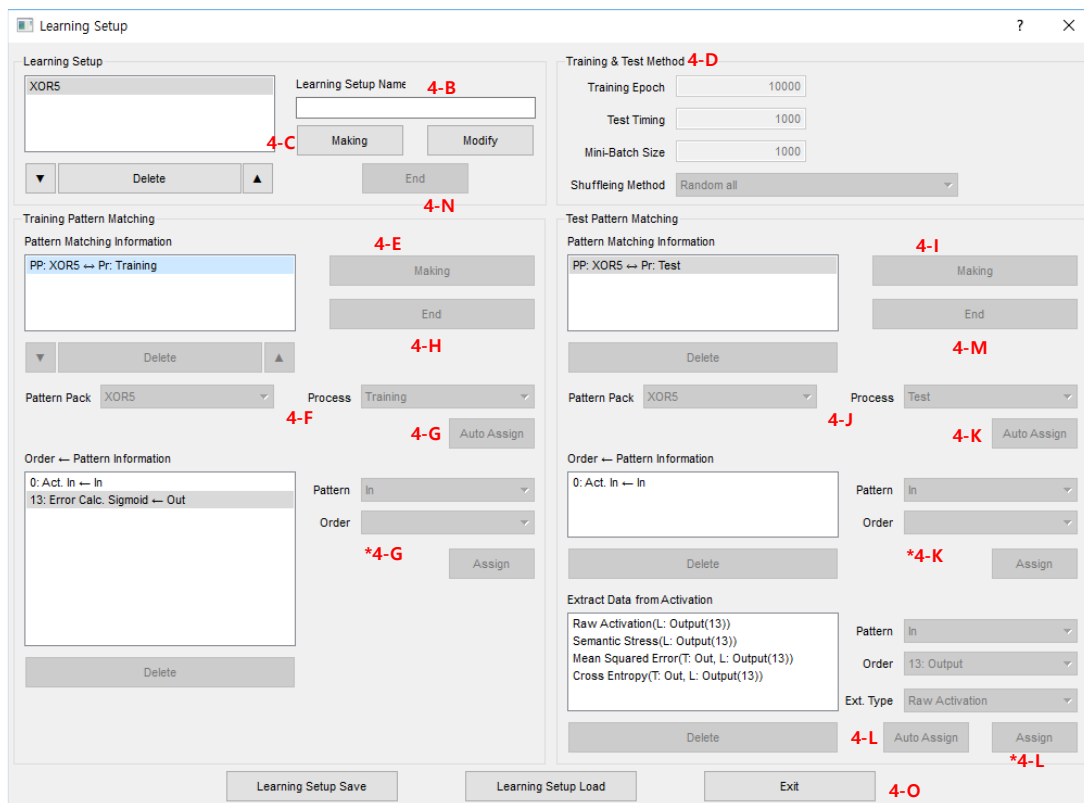 Learning Setup
? ×
Learning Setup
XOR5
Learning Setup Name 4-B
4-C Making Modify
▼ Delete ▲ End
4-N
Training & Test Method 4-D
Training Epoch 10000
Test Timing 1000
Mini-Batch Size 1000
Shuffleing Method Random all
Training Pattern Matching
Pattern Matching Information
4-E
PP: XOR5 ↔ Pr: Training
Making
End
4-H
▼ Delete ▲
Pattern Pack XOR5 Process Training
4-F
4-G Auto Assign
Order ← Pattern Information
0: Act. In ← In
13: Error Calc. Sigmoid ← Out
Pattern In
Order
*4-G
Assign
Delete
Test Pattern Matching
Pattern Matching Information
4-I
PP: XOR5 ↔ Pr: Test
Making
End
4-M
Delete
Pattern Pack XOR5 Process Test
4-J
4-K Auto Assign
Order ← Pattern Information
0: Act. In ← In
Pattern In
Order
*4-K
Delete Assign
Extract Data from Activation
Raw Activation(L: Output(13))
Semantic Stress(L: Output(13))
Mean Squared Error(T: Out, L: Output(13))
Cross Entropy(T: Out, L: Output(13))
Pattern In
Order 13: Output
Ext. Type Raw Activation
Delete 4-L Auto Assign Assign
*4-L
Learning Setup Save Learning Setup Load Exit 4-O